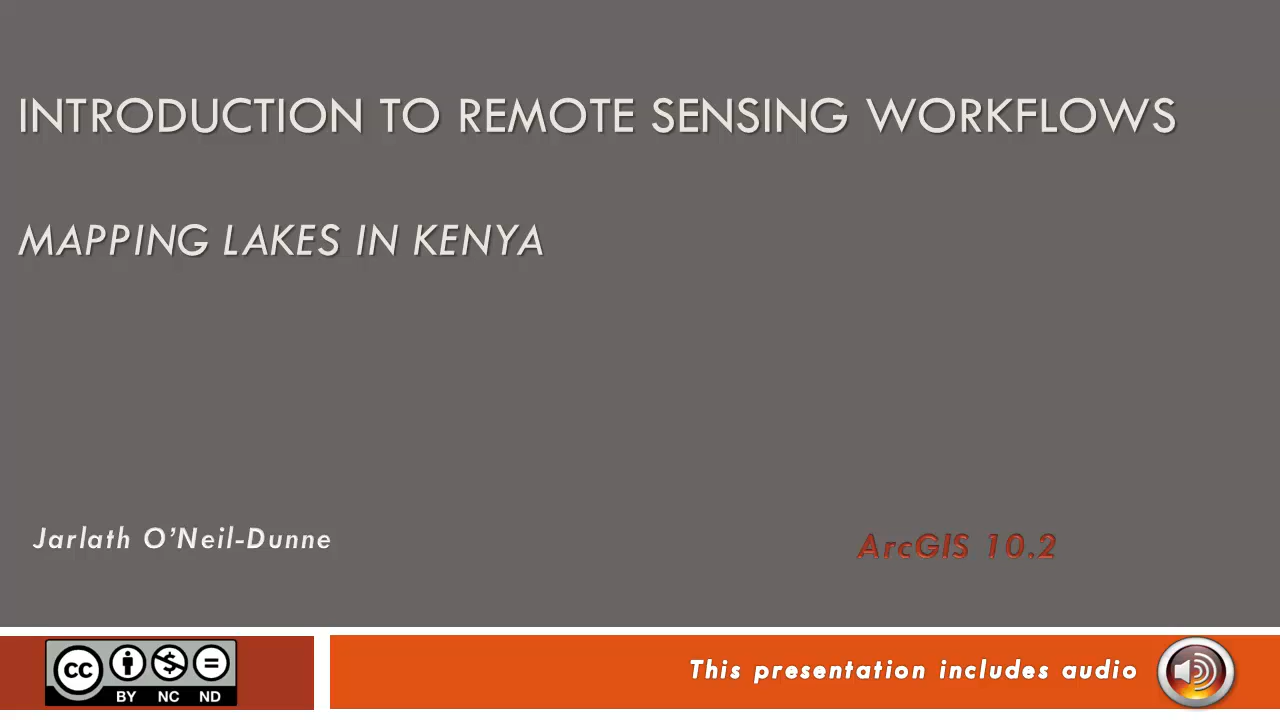 INTRODUCTION TO REMOTE SENSING WORKFLOWS
MAPPING LAKES IN KENYA
Jarlath O’Neil-Dunne
ArcGIS 10.2
This presentation includes audio
cc
BY NC ND